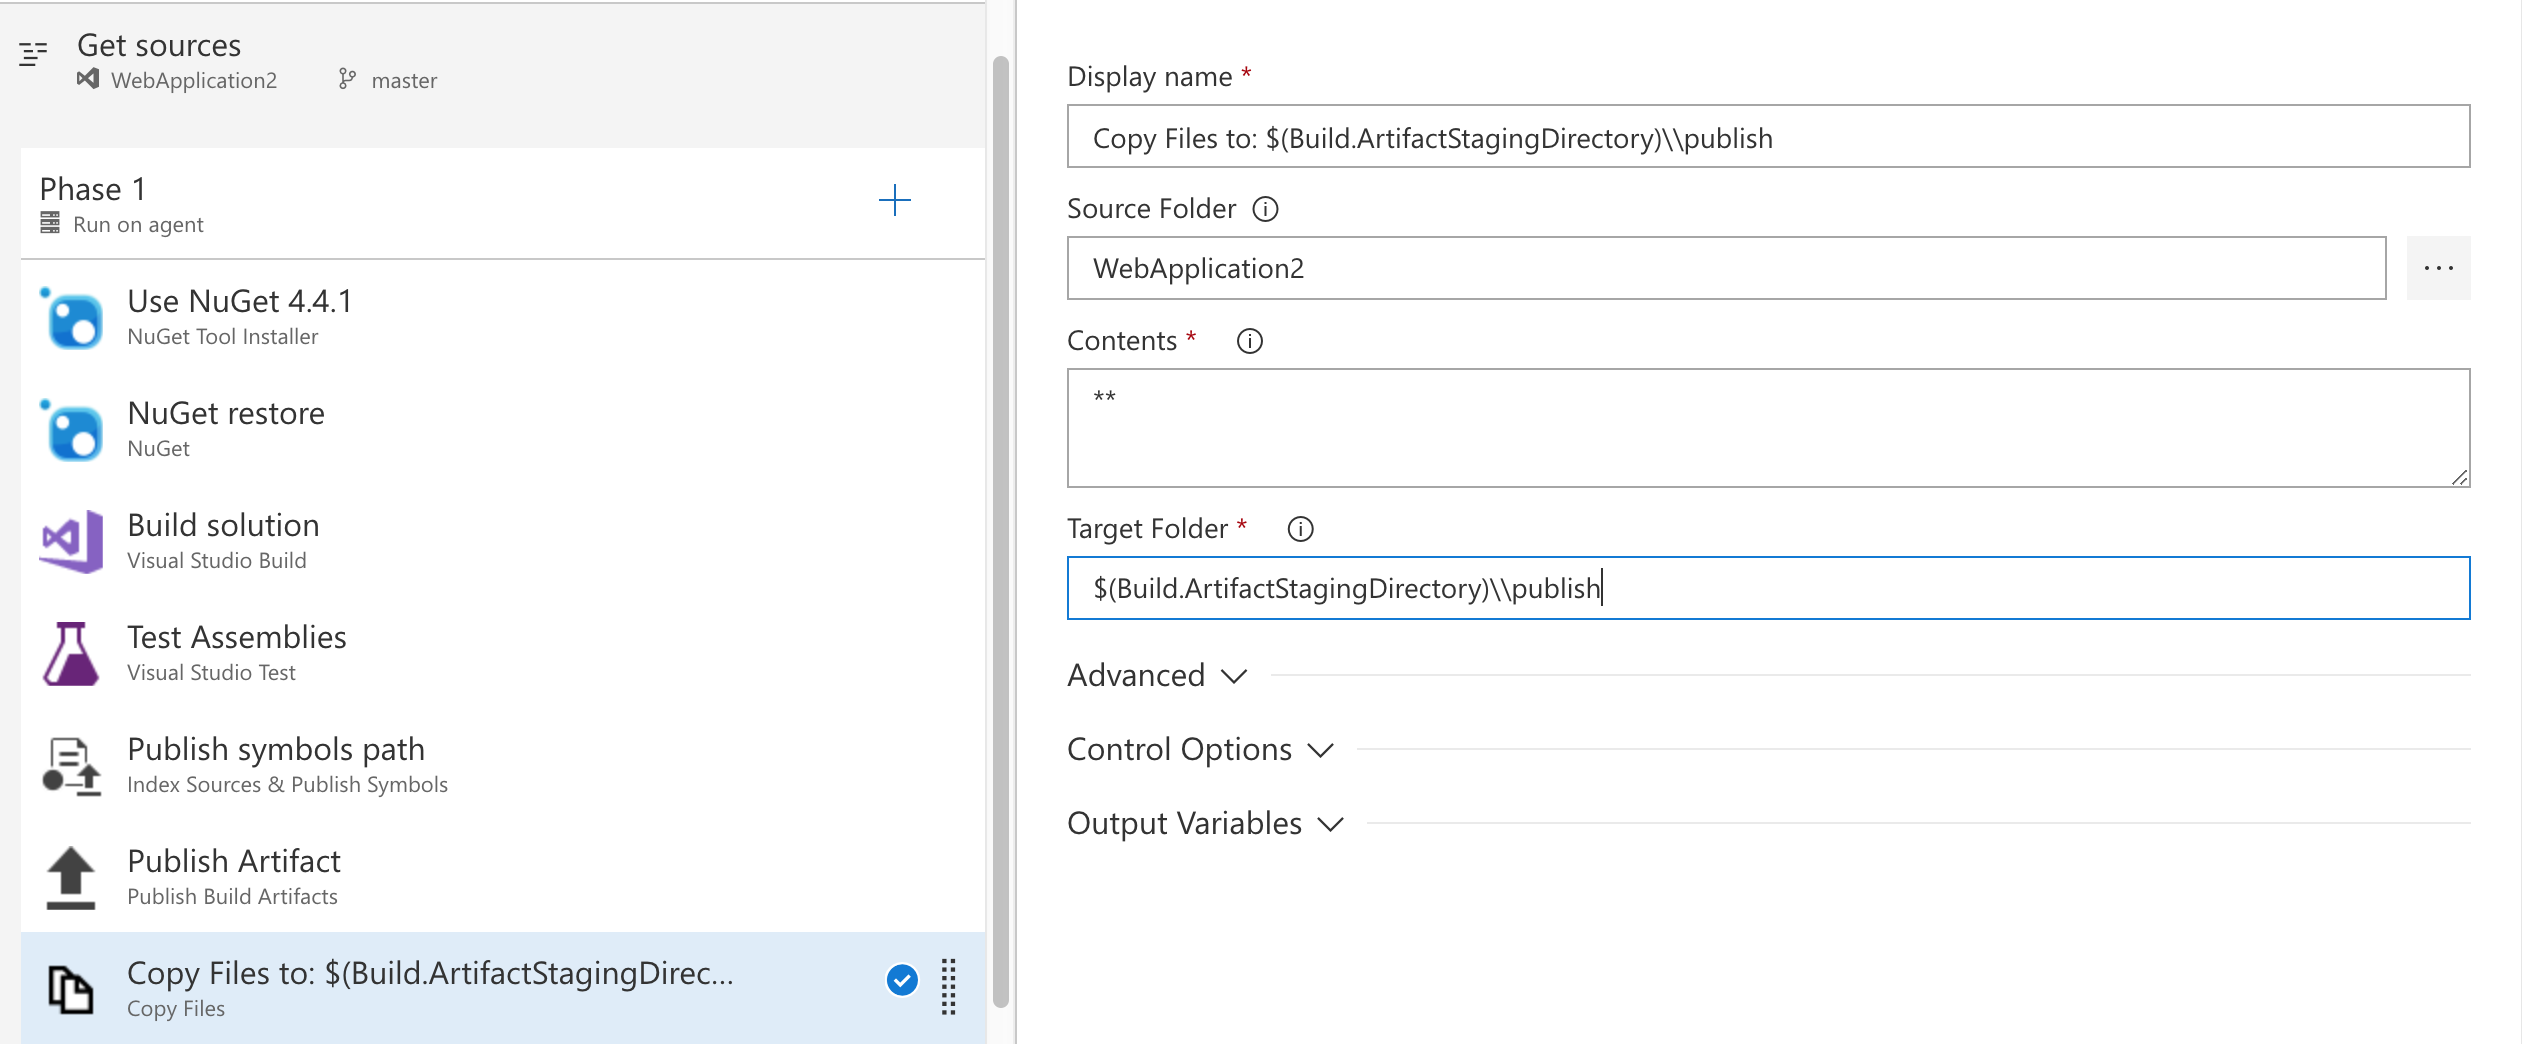 Get sources
WebApplication2 master
Phase 1
Run on agent
Use NuGet 4.4.1
NuGet Tool Installer
NuGet restore
NuGet
Build solution
Visual Studio Build
Test Assemblies
Visual Studio Test
Publish symbols path
Index Sources & Publish Symbols
Publish Artifact
Publish Build Artifacts
Copy Files to: $(Build.ArtifactStagingDirec...
Copy Files
Display name *
Copy Files to: $(Build.ArtifactStagingDirectory)\\publish
Source Folder
WebApplication2
...
Contents *
**
Target Folder *
$(Build.ArtifactStagingDirectory)\\publish
Advanced
Control Options
Output Variables